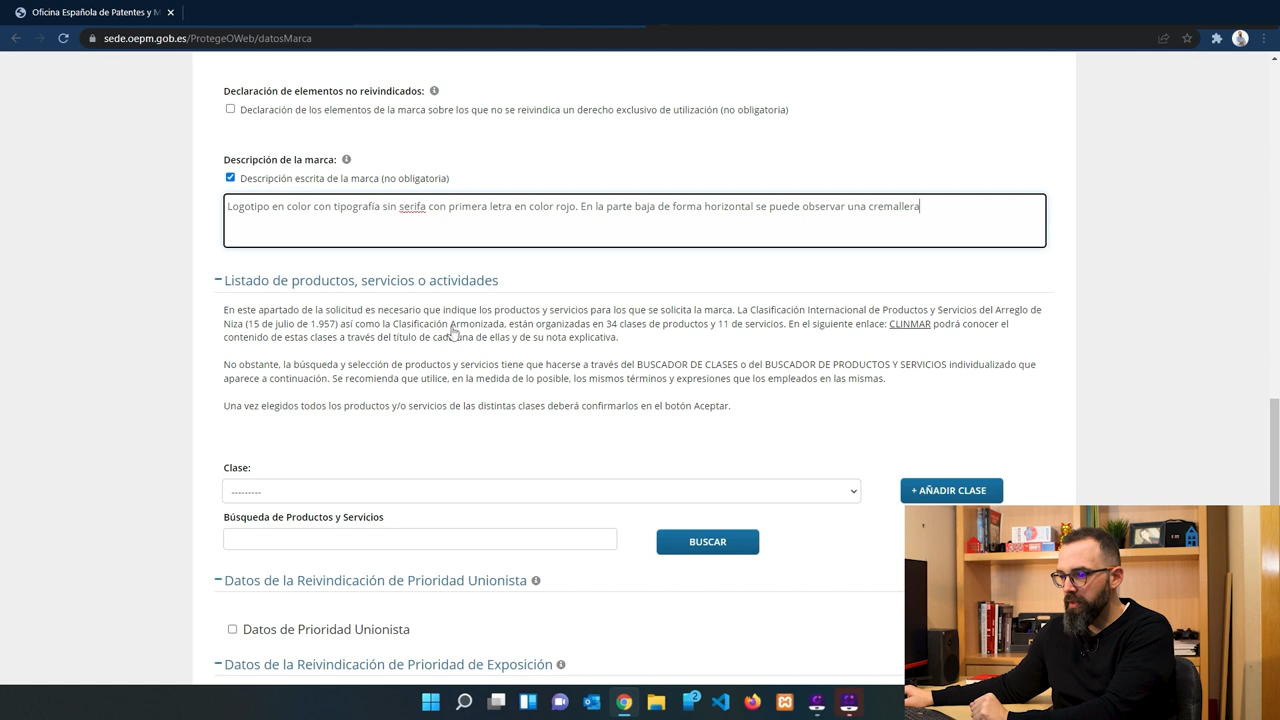 Oficina Española de Patentes y M
sede.oepm.gob.es/ProtegeOWeb/datosMarca
Declaración de elementos no reivindicados:
Declaración de los elementos de la marca sobre los que no se reivindica un derecho exclusivo de utilización (no obligatoria)
Descripción de la marca:
Descripción escrita de la marca (no obligatoria)
Logotipo en color con tipografía sin serifa con primera letra en color rojo. En la parte baja de forma horizontal se puede observar una cremallera
Listado de productos, servicios o actividades
En este apartado de la solicitud es necesario que indique los productos y servicios para los que se solicita la marca. La Clasificación Internacional de Productos y Servicios del Arreglo de
Niza (15 de julio de 1.957) así como la Clasificación Armonizada, están organizadas en 34 clases de productos y 11 de servicios. En el siguiente enlace: CLINMAR podrá conocer el
contenido de estas clases a través del título de cada una de ellas y de su nota explicativa.
No obstante, la búsqueda y selección de productos y servicios tiene que hacerse a través del BUSCADOR DE CLASES o del BUSCADOR DE PRODUCTOS Y SERVICIOS individualizado que
aparece a continuación. Se recomienda que utilice, en la medida de lo posible, los mismos términos y expresiones que los empleados en las mismas.
Una vez elegidos todos los productos y/o servicios de las distintas clases deberá confirmarlos en el botón Aceptar.
Clase:
---------
+ AÑADIR CLASE
Búsqueda de Productos y Servicios
BUSCAR
Datos de la Reivindicación de Prioridad Unionista
Datos de Prioridad Unionista
Datos de la Reivindicación de Prioridad de Exposición
2